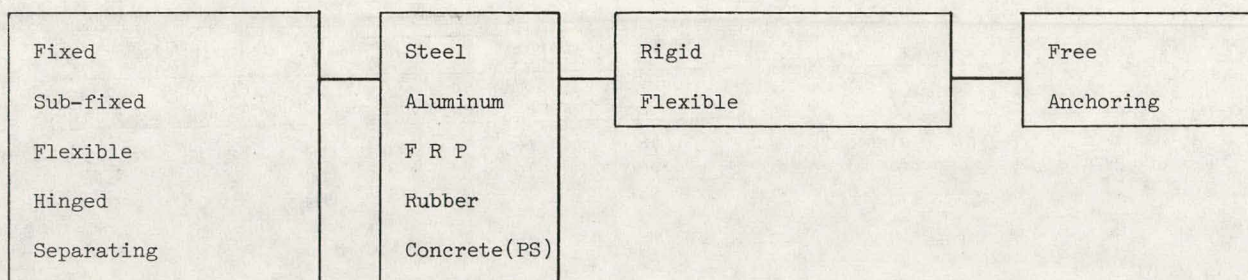 Fixed
Sub-fixed
Flexible
Hinged
Separating
Steel
Aluminum
F R P
Rubber
Concrete(PS)
Rigid
Flexible
Free
Anchoring